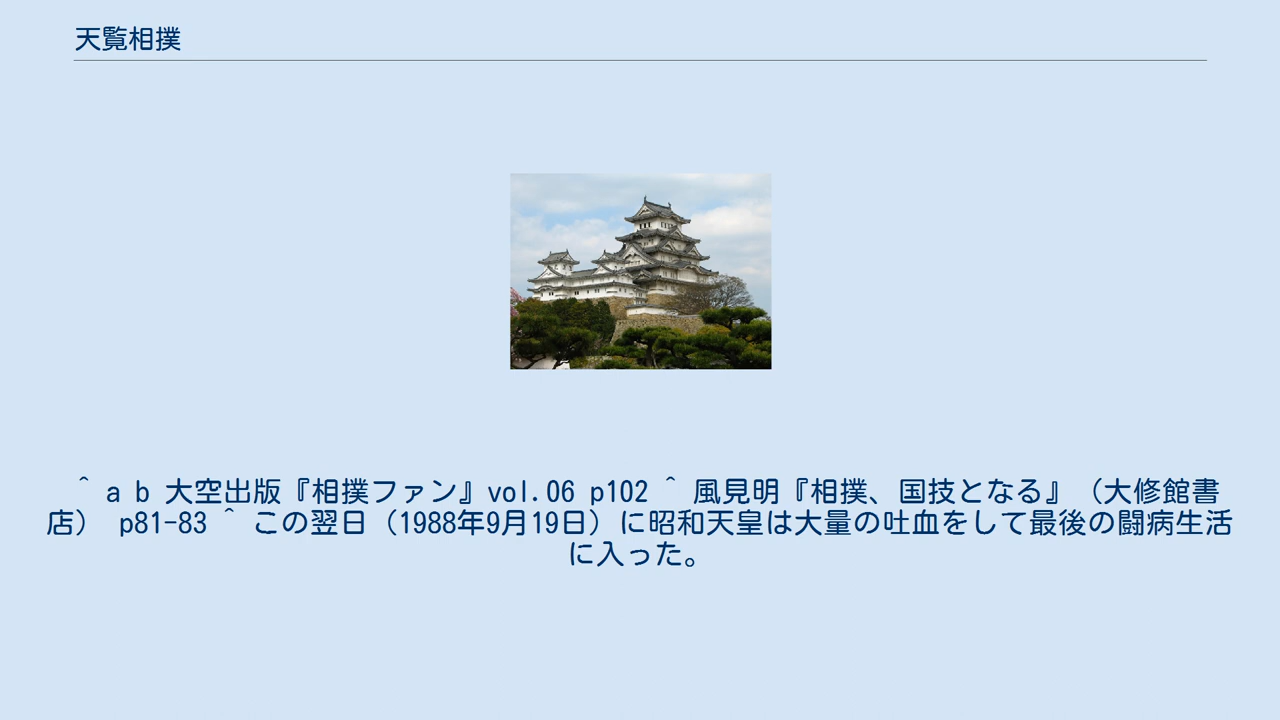 天覧相撲
＾ a b 大空出版『相撲ファン』vol.06 p102 ＾ 風見明『相撲、国技となる』（大修館書
店） p81-83 ＾ この翌日（1988年9月19日）に昭和天皇は大量の吐血をして最後の闘病生活
に入った。